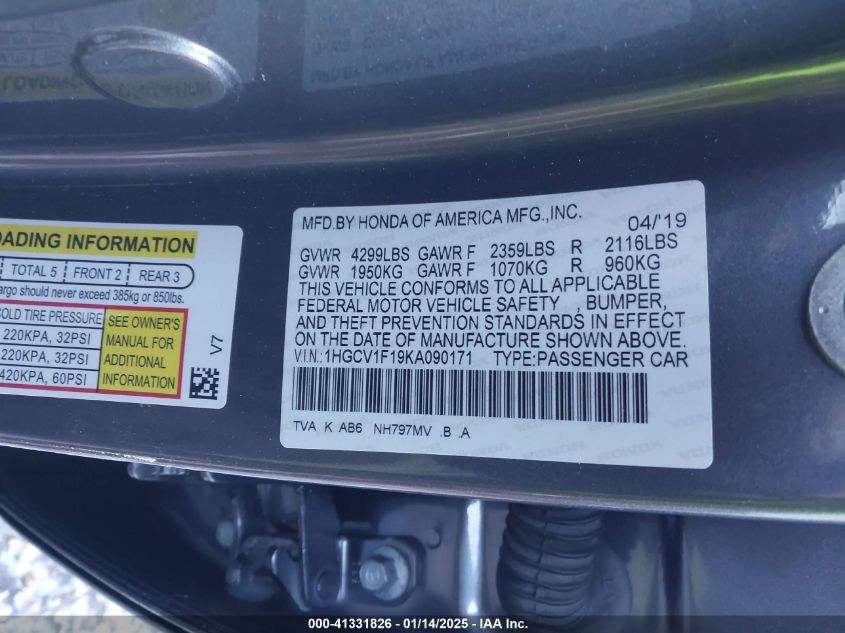 OADING INFORMATION
TOTAL 5 FRONT 2 REAR 3
argo should never exceed 385kg or 850lbs.
COLD TIRE PRESSURE
220KPA, 32PSI
220KPA, 32PSI
420KPA, 60PSI
SEE OWNER'S
MANUAL FOR
ADDITIONAL
INFORMATION
V7
MFD.BY HONDA OF AMERICA MFG.,INC. 04/'19
GVWR 4299LBS GAWR F 2359LBS R 2116LBS
GVWR 1950KG GAWR F 1070KG R 960KG
THIS VEHICLE CONFORMS TO ALL APPLICABLE
FEDERAL MOTOR VEHICLE SAFETY , BUMPER,
AND THEFT PREVENTION STANDARDS IN EFFECT
ON THE DATE OF MANUFACTURE SHOWN ABOVE.
V.I.N.:1HGCV1F19KA090171 TYPE:PASSENGER CAR
TVA K AB6 NH797MV .B .A
000-41331826 - 01/14/2025 - IAAI Inc.